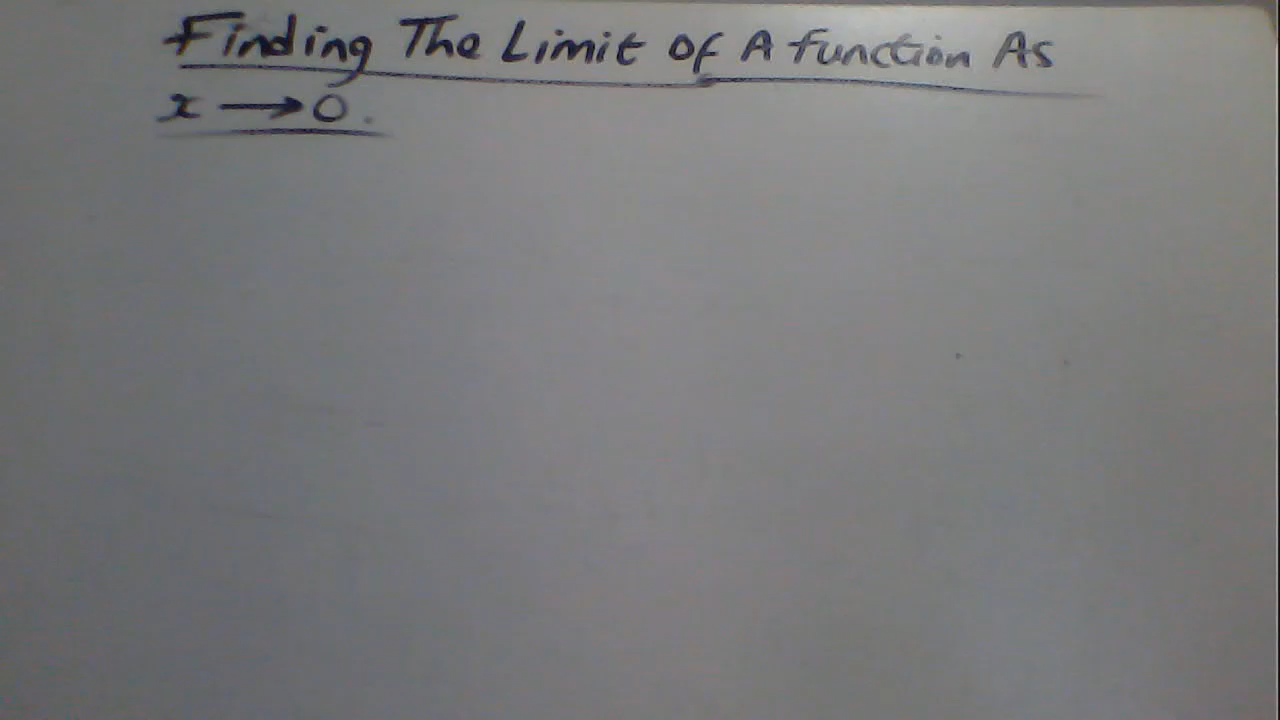 Finding The Limit Of A function As
x → 0.